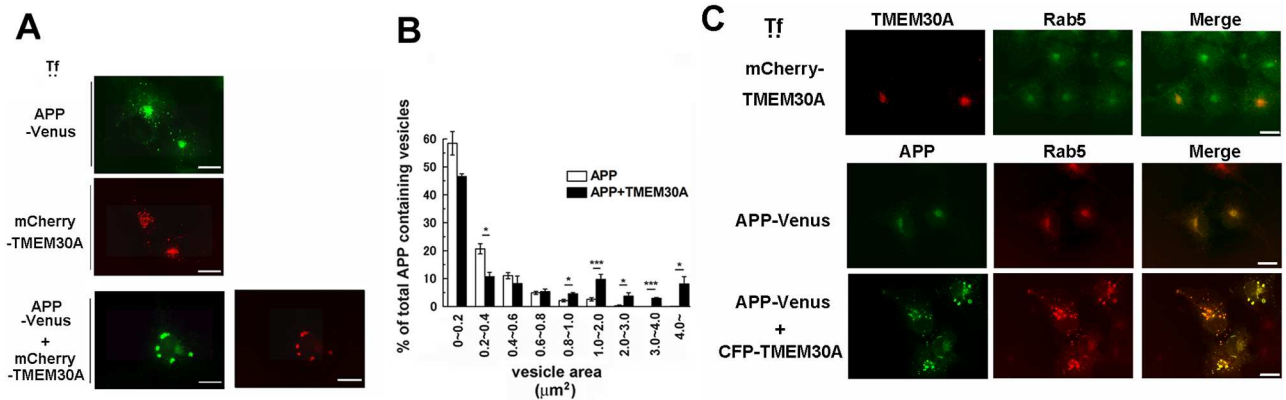 A
Tf
APP
-Venus
mCherry
-TMEM30A
APP
-Venus
+
mCherry
-TMEM30A
B
% of total APP containing vesicles
60
50
40
30
20
10
0
APP
APP+TMEM30A
*
*
***
*
***
*
0~0.2
0.2~0.4
0.4~0.6
0.6~0.8
0.8~1.0
1.0~2.0
2.0~3.0
3.0~4.0
4.0~
vesicle area
(μm²)
C
Tf
TMEM30A Rab5 Merge
mCherry-
TMEM30A
APP Rab5 Merge
APP-Venus
APP-Venus
+
CFP-TMEM30A